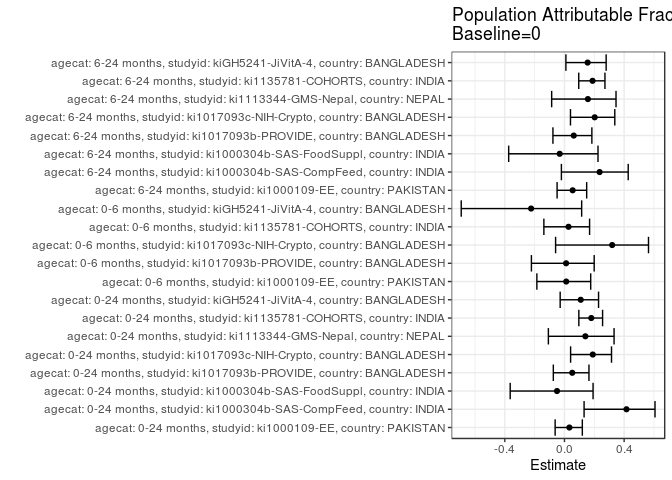 Population Attributable Frac
Baseline=0
agecat: 6-24 months, studyid: kiGH5241-JiVitA-4, country: BANGLADESH
agecat: 6-24 months, studyid: ki1135781-COHORTS, country: INDIA
agecat: 6-24 months, studyid: ki1113344-GMS-Nepal, country: NEPAL
agecat: 6-24 months, studyid: ki1017093c-NIH-Crypto, country: BANGLADESH
agecat: 6-24 months, studyid: ki1017093b-PROVIDE, country: BANGLADESH
agecat: 6-24 months, studyid: ki1000304b-SAS-FoodSuppl, country: INDIA
agecat: 6-24 months, studyid: ki1000304b-SAS-CompFeed, country: INDIA
agecat: 6-24 months, studyid: ki1000109-EE, country: PAKISTAN
agecat: 0-6 months, studyid: kiGH5241-JiVitA-4, country: BANGLADESH
agecat: 0-6 months, studyid: ki1135781-COHORTS, country: INDIA
agecat: 0-6 months, studyid: ki1017093c-NIH-Crypto, country: BANGLADESH
agecat: 0-6 months, studyid: ki1017093b-PROVIDE, country: BANGLADESH
agecat: 0-6 months, studyid: ki1000109-EE, country: PAKISTAN
agecat: 0-24 months, studyid: kiGH5241-JiVitA-4, country: BANGLADESH
agecat: 0-24 months, studyid: ki1135781-COHORTS, country: INDIA
agecat: 0-24 months, studyid: ki1113344-GMS-Nepal, country: NEPAL
agecat: 0-24 months, studyid: ki1017093c-NIH-Crypto, country: BANGLADESH
agecat: 0-24 months, studyid: ki1017093b-PROVIDE, country: BANGLADESH
agecat: 0-24 months, studyid: ki1000304b-SAS-FoodSuppl, country: INDIA
agecat: 0-24 months, studyid: ki1000304b-SAS-CompFeed, country: INDIA
agecat: 0-24 months, studyid: ki1000109-EE, country: PAKISTAN
-0.4 0.0 0.4
Estimate